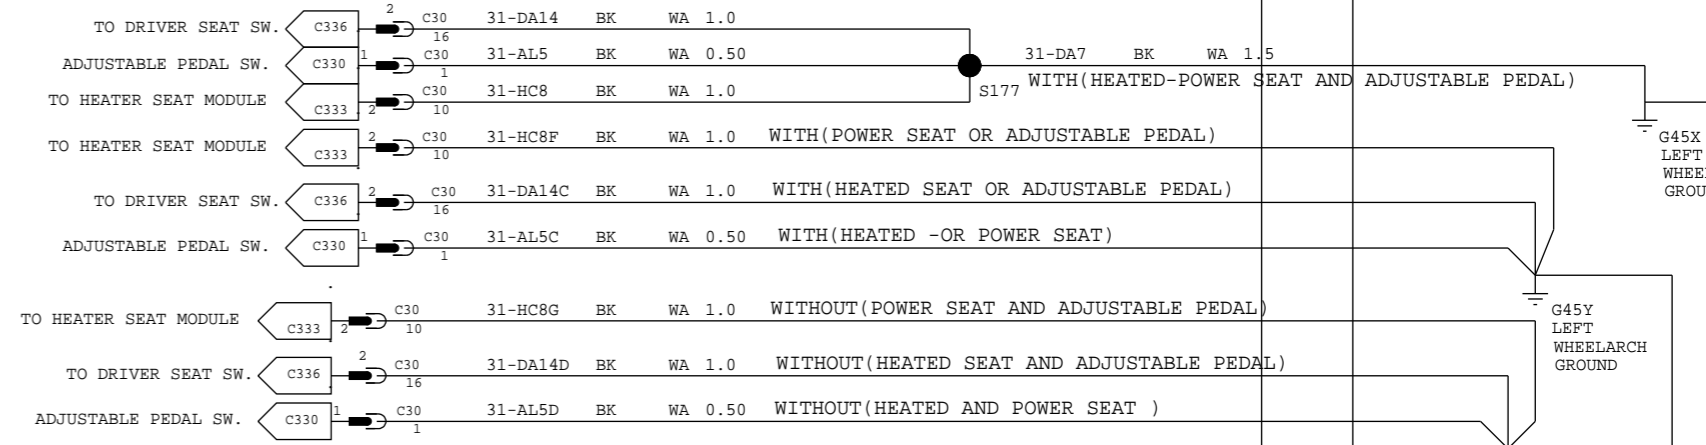 TO DRIVER SEAT SW. C336 2 C30 16 31-DA14 BK WA 1.0
ADJUSTABLE PEDAL SW. C330 1 C30 1 31-AL5 BK WA 0.50 31-DA7 BK WA 1.5
S177 WITH(HEATED-POWER SEAT AND ADJUSTABLE PEDAL)
TO HEATER SEAT MODULE C333 2 C30 10 31-HC8 BK WA 1.0
TO HEATER SEAT MODULE C333 2 C30 10 31-HC8F BK WA 1.0 WITH(POWER SEAT OR ADJUSTABLE PEDAL)
G45X
LEFT
WHEE
GROU
TO DRIVER SEAT SW. C336 2 C30 16 31-DA14C BK WA 1.0 WITH(HEATED SEAT OR ADJUSTABLE PEDAL)
ADJUSTABLE PEDAL SW. C330 1 C30 1 31-AL5C BK WA 0.50 WITH(HEATED -OR POWER SEAT)
TO HEATER SEAT MODULE C333 2 C30 10 31-HC8G BK WA 1.0 WITHOUT(POWER SEAT AND ADJUSTABLE PEDAL)
G45Y
LEFT
WHEELARCH
GROUND
TO DRIVER SEAT SW. C336 2 C30 16 31-DA14D BK WA 1.0 WITHOUT(HEATED SEAT AND ADJUSTABLE PEDAL)
ADJUSTABLE PEDAL SW. C330 1 C30 1 31-AL5D BK WA 0.50 WITHOUT(HEATED AND POWER SEAT )